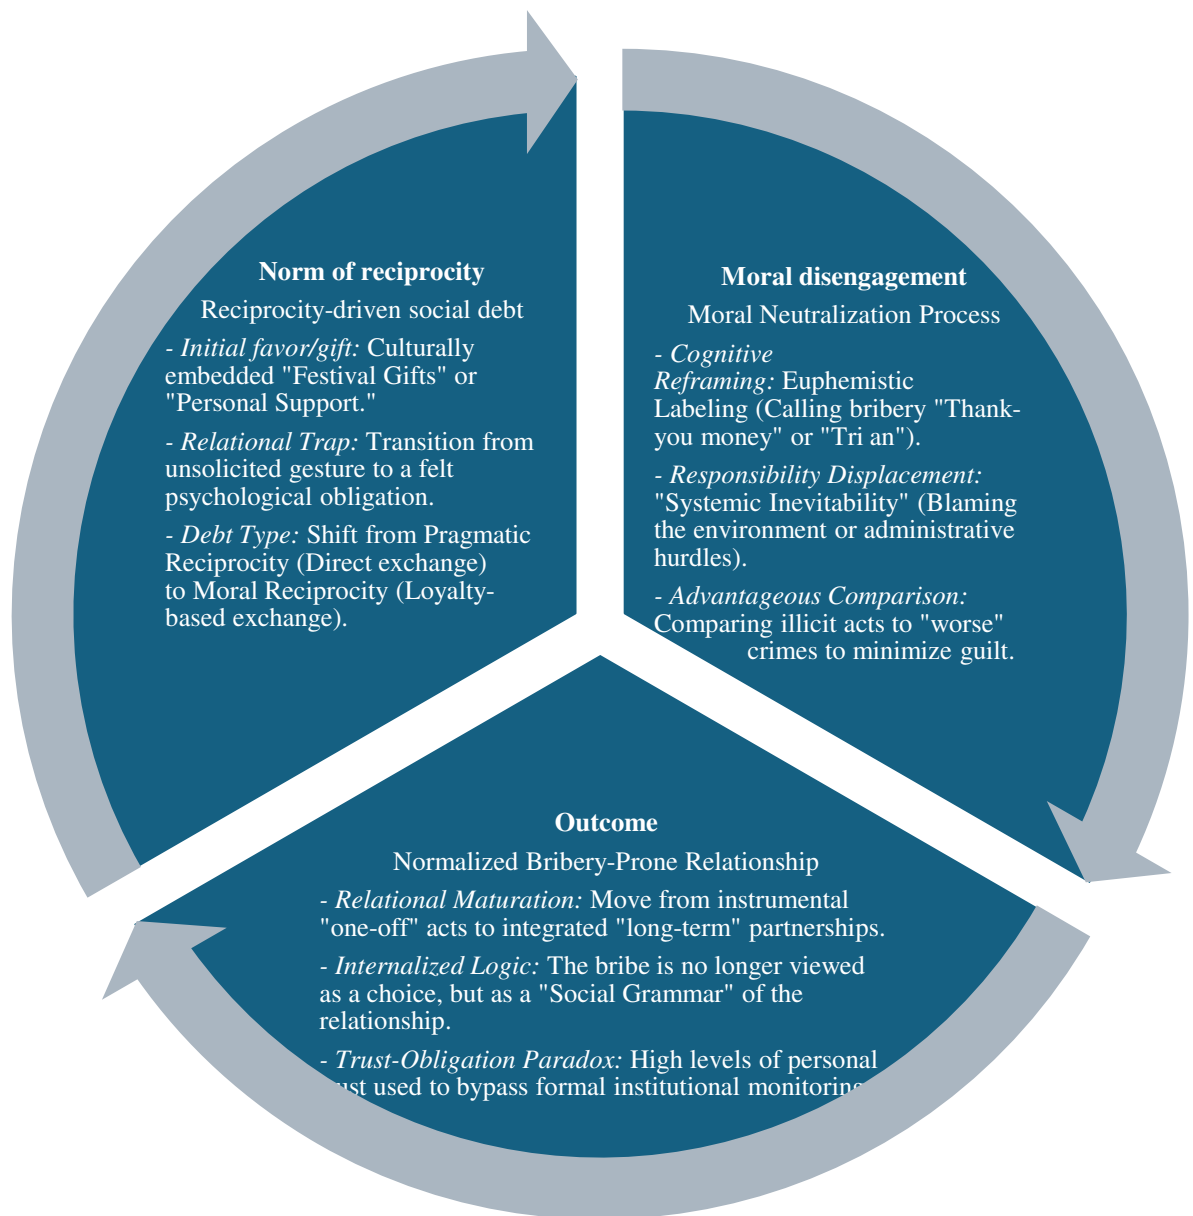 Norm of reciprocity
Reciprocity-driven social debt
- Initial favor/gift: Culturally
embedded "Festival Gifts" or
"Personal Support."
- Relational Trap: Transition from
unsolicited gesture to a felt
psychological obligation.
- Debt Type: Shift from Pragmatic
Reciprocity (Direct exchange)
to Moral Reciprocity (Loyalty-
based exchange).
Moral disengagement
Moral Neutralization Process
- Cognitive
Reframing: Euphemistic
Labeling (Calling bribery "Thank-
you money" or "Tri an").
- Responsibility Displacement:
"Systemic Inevitability" (Blaming
the environment or administrative
hurdles).
- Advantageous Comparison:
Comparing illicit acts to "worse"
crimes to minimize guilt.
Outcome
Normalized Bribery-Prone Relationship
- Relational Maturation: Move from instrumental
"one-off" acts to integrated "long-term" partnerships.
- Internalized Logic: The bribe is no longer viewed
as a choice, but as a "Social Grammar" of the
relationship.
- Trust-Obligation Paradox: High levels of personal
used to bypass formal institutional monitoring